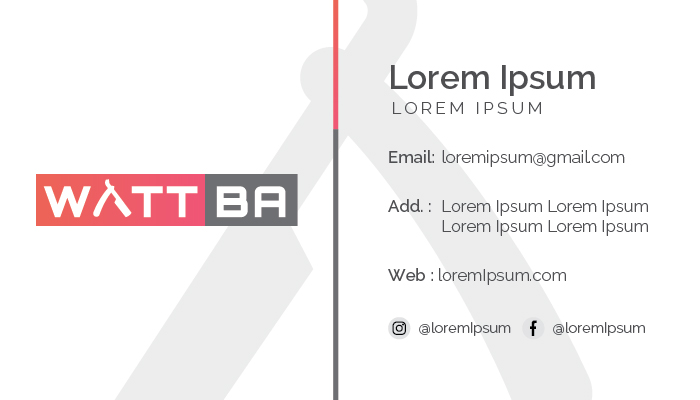 WATT BA
Lorem Ipsum
LOREM IPSUM
Email: loremipsum@gmail.com
Add. : Lorem Ipsum Lorem Ipsum
Lorem Ipsum Lorem Ipsum
Web : loremIpsum.com
@loremIpsum @loremIpsum